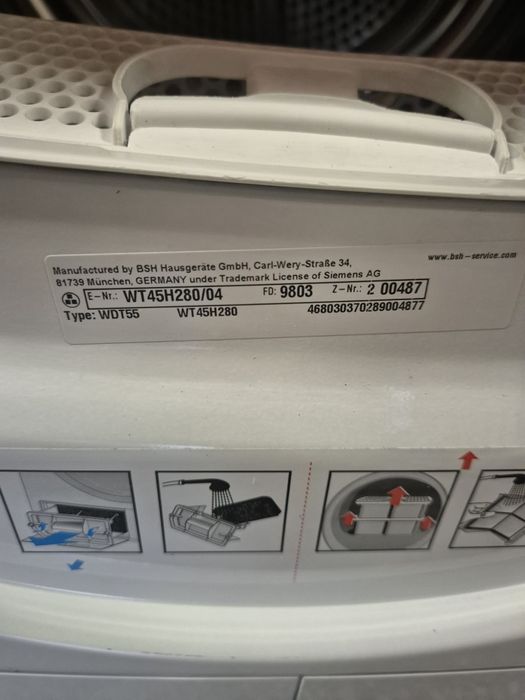 Manufactured by BSH Hausgeräte GmbH, Carl-Wery-Straße 34,
81739 München, GERMANY under Trademark License of Siemens AG
www.bsh-service.com
E-Nr.: WT45H280/04 FD: 9803 Z-Nr.: 2 00487
Type: WDT55 WT45H280 468030370289004877